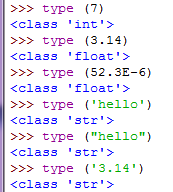 >>> type (7)
<class 'int'>
>>> type (3.14)
<class 'float'>
>>> type (52.3E-6)
<class 'float'>
>>> type ('hello')
<class 'str'>
>>> type ("hello")
<class 'str'>
>>> type ('3.14')
<class 'str'>